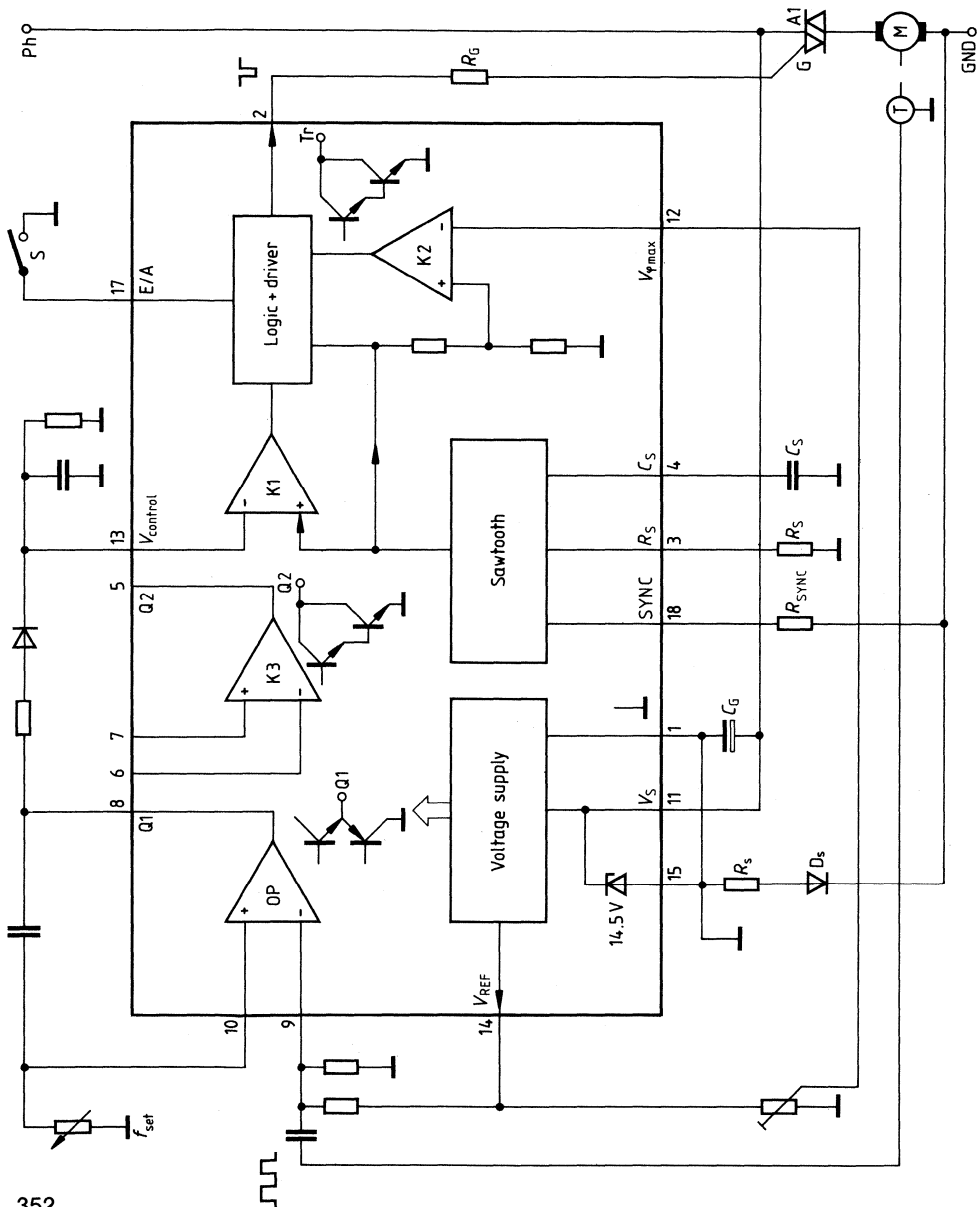 Ph
S
13
5
7
6
8
10
9
17
2
f_set
V_control
Q2
Q1
E/A
14
V_REF
OP
K3
K1
Logic + driver
+
-
+
-
-
+
Q1
Q2
Tr
K2
+
-
R_G
Voltage supply
Sawtooth
14.5 V
V_S
SYNC
R_S
C_S
V_φmax
15
11
1
18
3
4
12
R_s
C_G
R_SYNC
R_S
C_S
D_s
G
A1
T
M
GND
352